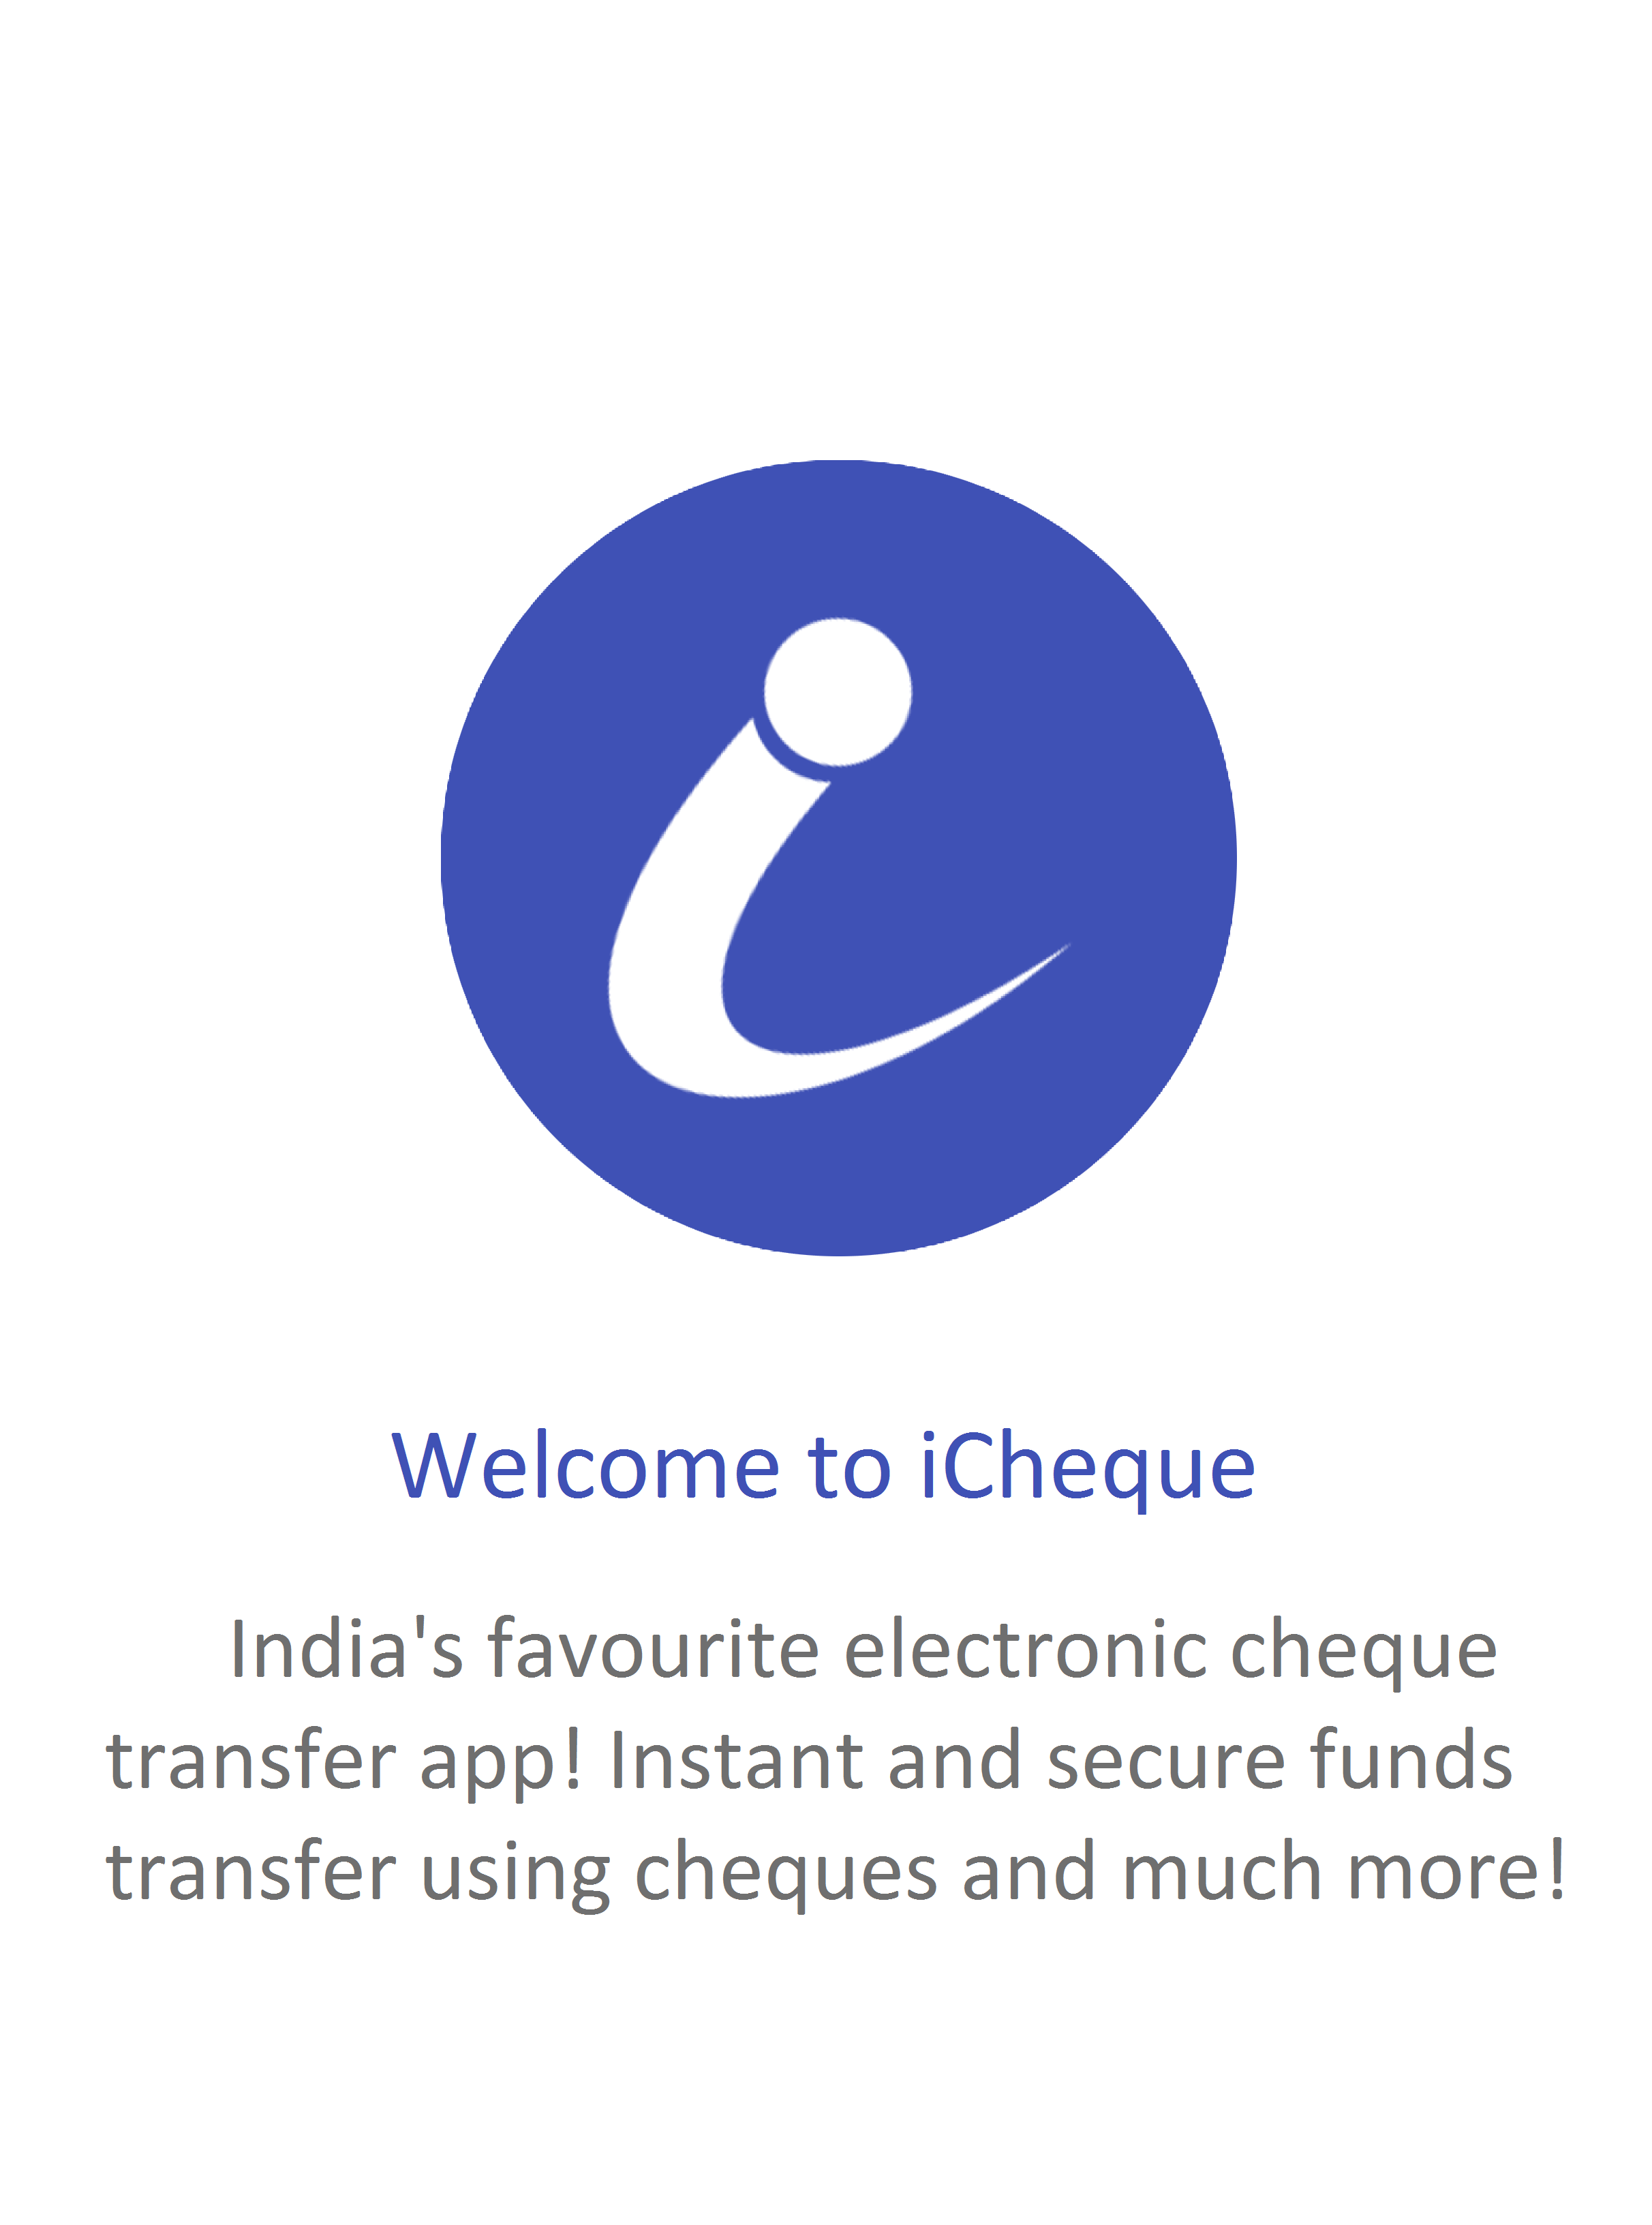 Welcome to iCheque
India's favourite electronic cheque
transfer app! Instant and secure funds
transfer using cheques and much more!